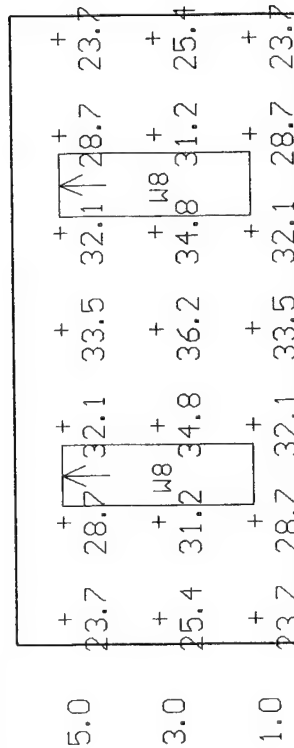 + + + + + + +
5.0 23.7 28.7 32.1 33.5 32.1 28.7 23.7
M8 M8
+ + + + + + +
3.0 25.4 31.2 34.8 36.2 34.8 31.2 25.4
+ + + + + + +
1.0 23.7 28.7 32.1 33.5 32.1 28.7 23.7